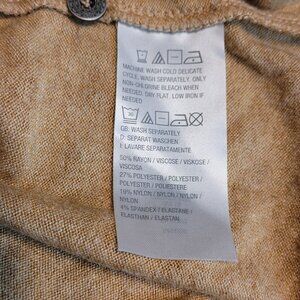 MACHINE WASH COLD DELICATE
CYCLE, WASH SEPARATELY, ONLY
NON-CHLORINE BLEACH WHEN
NEEDED, DRY FLAT, LOW IRON IF
NEEDED
30
GB: WASH SEPARATELY
D: SEPARAT WASCHEN
I: LAVARE SEPARATAMENTE
50% RAYON / VISCOSE / VISKOSE /
VISCOSA
27% POLYESTER / POLYESTER /
POLYESTER / POLIESTERE
19% NYLON / NYLON / NYLON /
NYLON
4% SPANDEX / ELASTANE /
ELASTHAN / ELASTAN